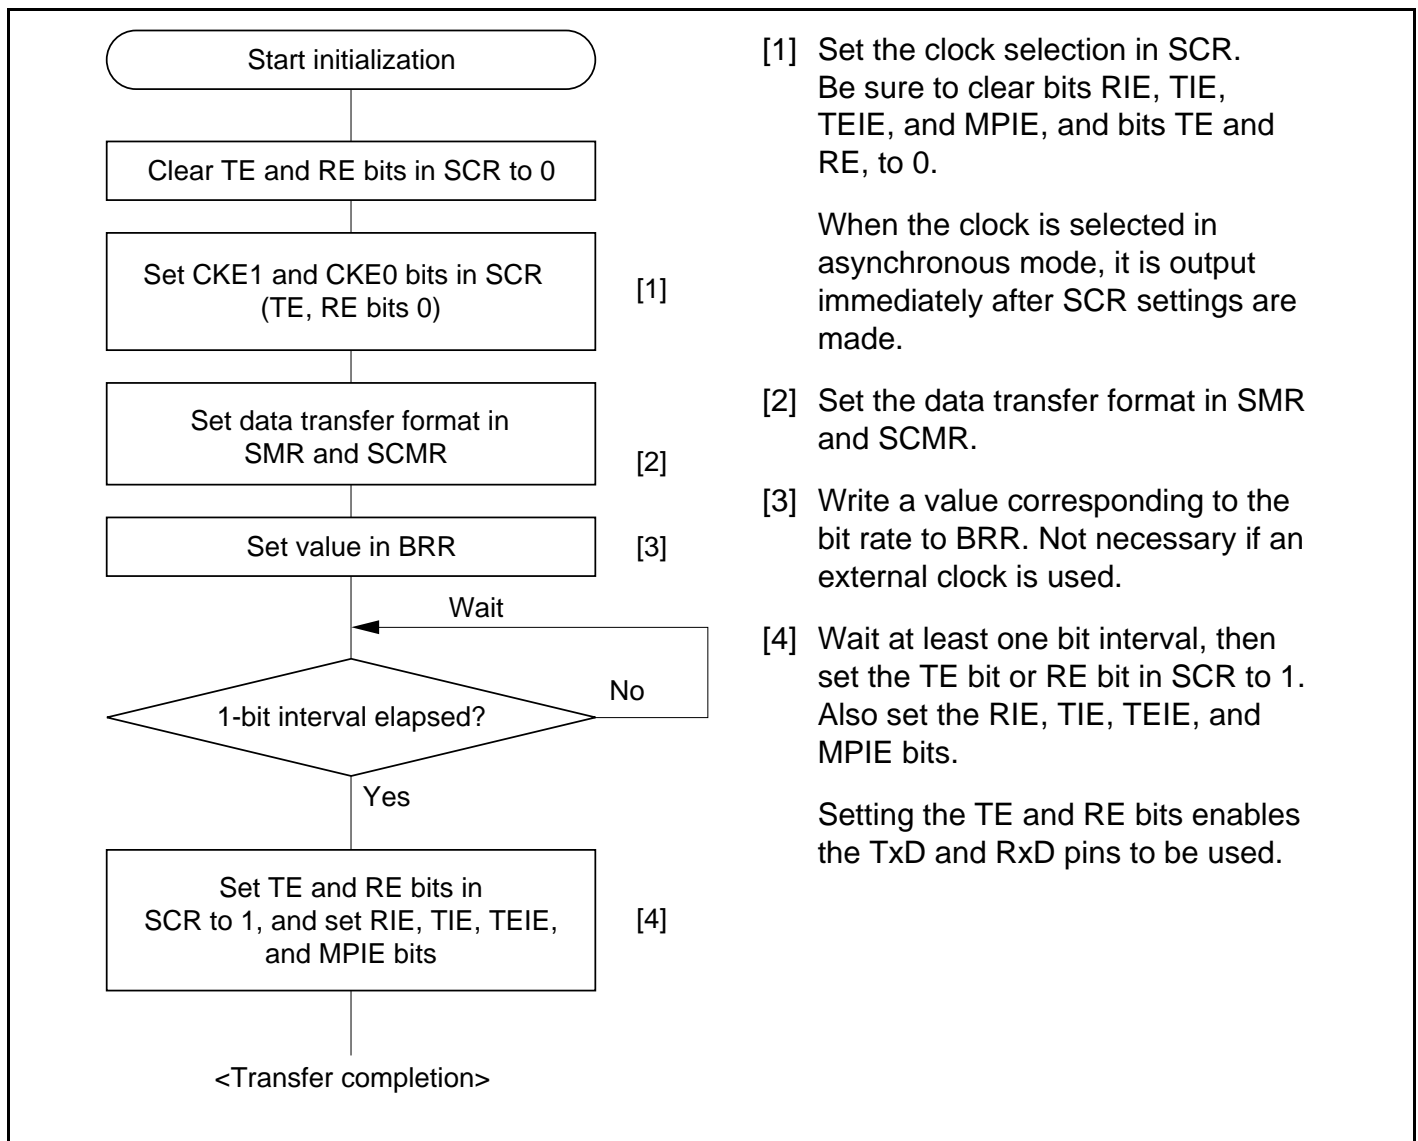 Start initialization
Clear TE and RE bits in SCR to 0
Set CKE1 and CKE0 bits in SCR
(TE, RE bits 0)
[1]
Set data transfer format in
SMR and SCMR
[2]
Set value in BRR
[3]
Wait
No
1-bit interval elapsed?
Yes
Set TE and RE bits in
SCR to 1, and set RIE, TIE, TEIE,
and MPIE bits
[4]
<Transfer completion>
[1] Set the clock selection in SCR.
Be sure to clear bits RIE, TIE,
TEIE, and MPIE, and bits TE and
RE, to 0.
When the clock is selected in
asynchronous mode, it is output
immediately after SCR settings are
made.
[2] Set the data transfer format in SMR
and SCMR.
[3] Write a value corresponding to the
bit rate to BRR. Not necessary if an
external clock is used.
[4] Wait at least one bit interval, then
set the TE bit or RE bit in SCR to 1.
Also set the RIE, TIE, TEIE, and
MPIE bits.
Setting the TE and RE bits enables
the TxD and RxD pins to be used.